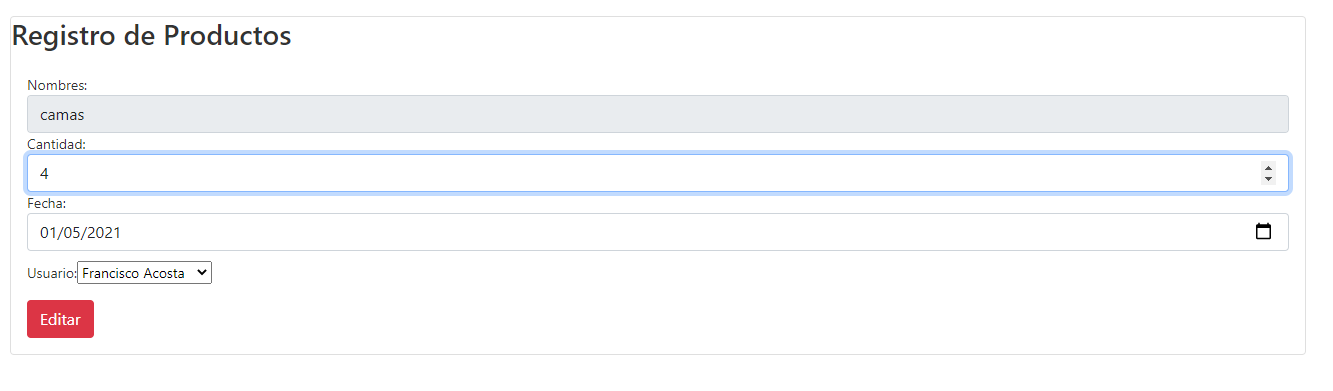 Registro de Productos
Nombres:
camas
Cantidad:
4
Fecha:
01/05/2021
Usuario: Francisco Acosta
Editar